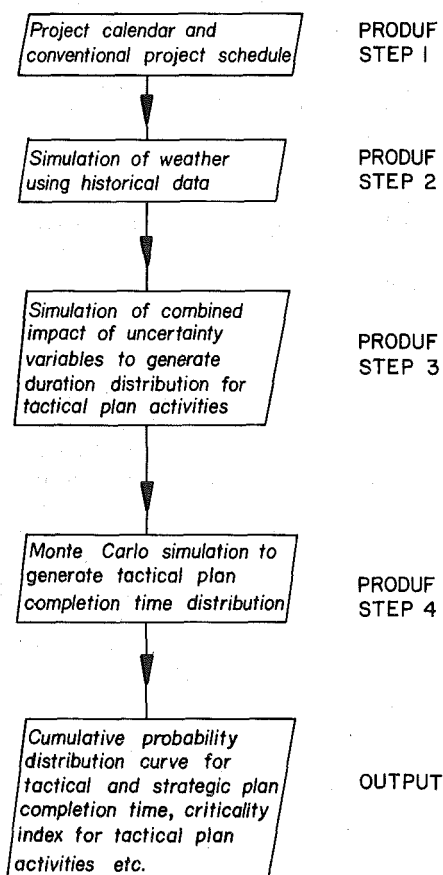 Project calendar and
conventional project schedule
PRODUF
STEP 1
Simulation of weather
using historical data
PRODUF
STEP 2
Simulation of combined
impact of uncertainty
variables to generate
duration distribution for
tactical plan activities
PRODUF
STEP 3
Monte Carlo simulation to
generate tactical plan
completion time distribution
PRODUF
STEP 4
Cumulative probability
distribution curve for
tactical and strategic plan
completion time, criticality
index for tactical plan
activities etc.
OUTPUT